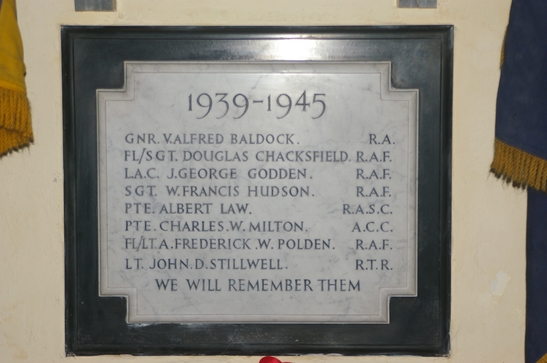 1939-1945
GNR. V.ALFRED BALDOCK. R.A.
FL/SGT. DOUGLAS CHACKSFIELD. R.A.F.
L.A.C. J.GEORGE GODDEN. R.A.F.
SGT. W.FRANCIS HUDSON. R.A.F.
PTE. ALBERT LAW. R.A.S.C.
PTE. CHARLES.W. MILTON. A.C.C.
FL/LT.A.FREDERICK.W. POLDEN. R.A.F.
LT. JOHN.D.STILLWELL. R.T.R.
WE WILL REMEMBER THEM